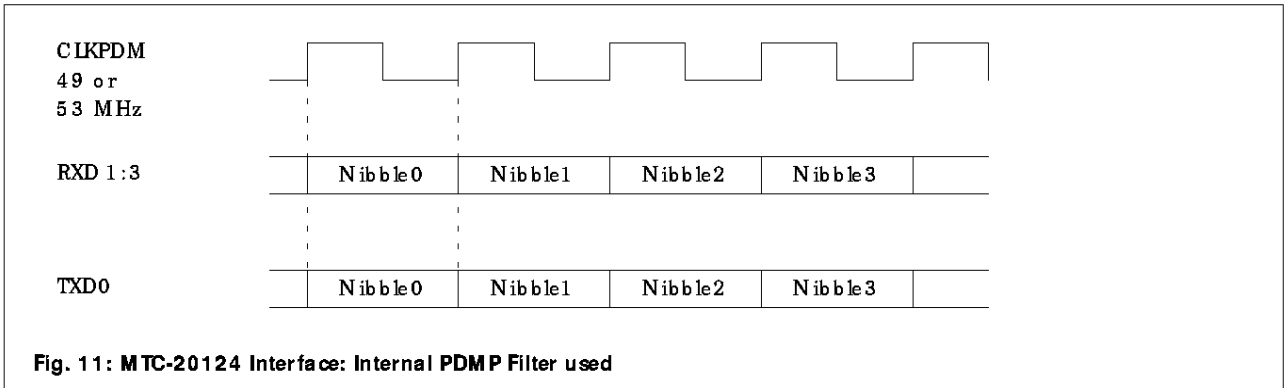 CLKPDM
49 or
53 MHz
RXD 1:3
Nibble0 Nibble1 Nibble2 Nibble3
TXD0
Nibble0 Nibble1 Nibble2 Nibble3
Fig. 11: MTC-20124 Interface: Internal PDMP Filter used